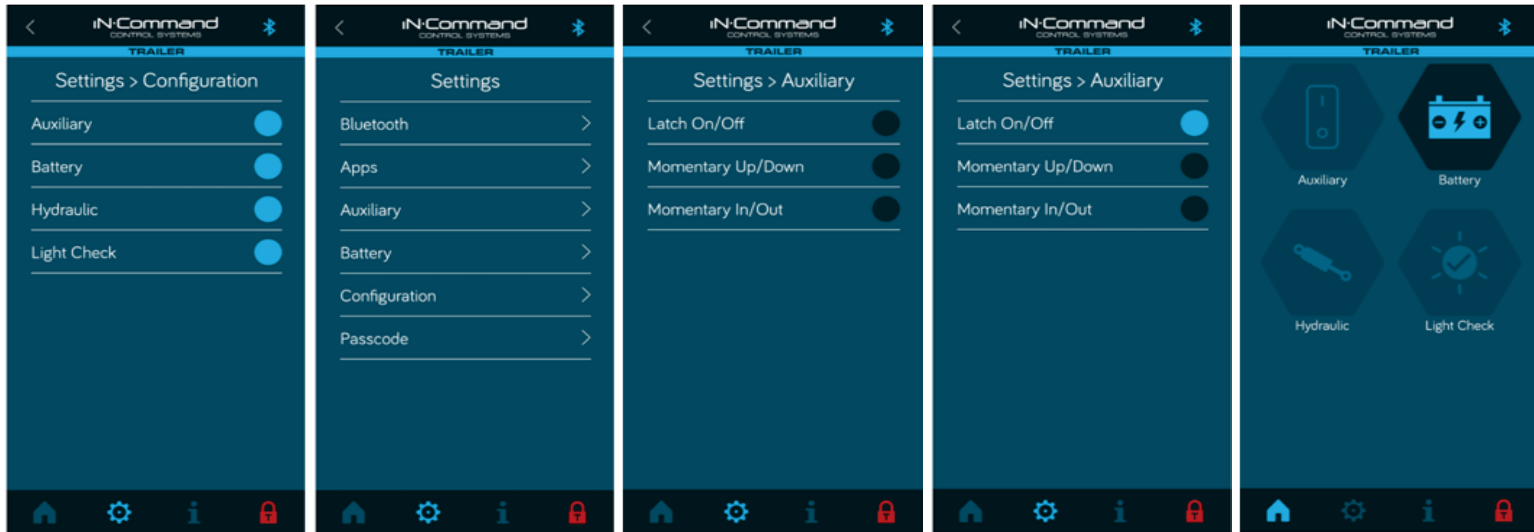 iN·Command
CONTROL SYSTEMS
TRAILER
Settings > Configuration
Auxiliary
Battery
Hydraulic
Light Check
iN·Command
CONTROL SYSTEMS
TRAILER
Settings
Bluetooth
Apps
Auxiliary
Battery
Configuration
Passcode
iN·Command
CONTROL SYSTEMS
TRAILER
Settings > Auxiliary
Latch On/Off
Momentary Up/Down
Momentary In/Out
iN·Command
CONTROL SYSTEMS
TRAILER
Settings > Auxiliary
Latch On/Off
Momentary Up/Down
Momentary In/Out
iN·Command
CONTROL SYSTEMS
TRAILER
Auxiliary
Battery
Hydraulic
Light Check